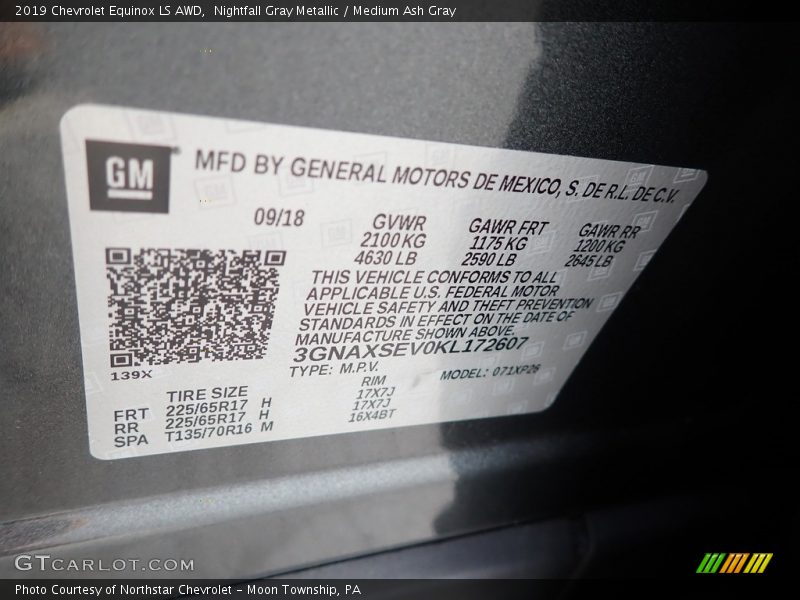 2019 Chevrolet Equinox LS AWD,  Nightfall Gray Metallic / Medium Ash Gray
GM MFD BY GENERAL MOTORS DE MEXICO, S. DE R.L. DE C.V.
09/18 GVWR GAWR FRT GAWR RR
2100 KG 1175 KG 1200 KG
4630 LB 2590 LB 2645 LB
THIS VEHICLE CONFORMS TO ALL
APPLICABLE U.S. FEDERAL MOTOR
VEHICLE SAFETY AND THEFT PREVENTION
STANDARDS IN EFFECT ON THE DATE OF
MANUFACTURE SHOWN ABOVE.
3GNAXSEV0KL172607
139X TYPE: M.P.V. MODEL: 071XP26
TIRE SIZE RIM
FRT 225/65R17 H 17X7J
RR 225/65R17 H 17X7J
SPA T135/70R16 M 16X4BT
GTCARLOT.COM
Photo Courtesy of Northstar Chevrolet - Moon Township, PA